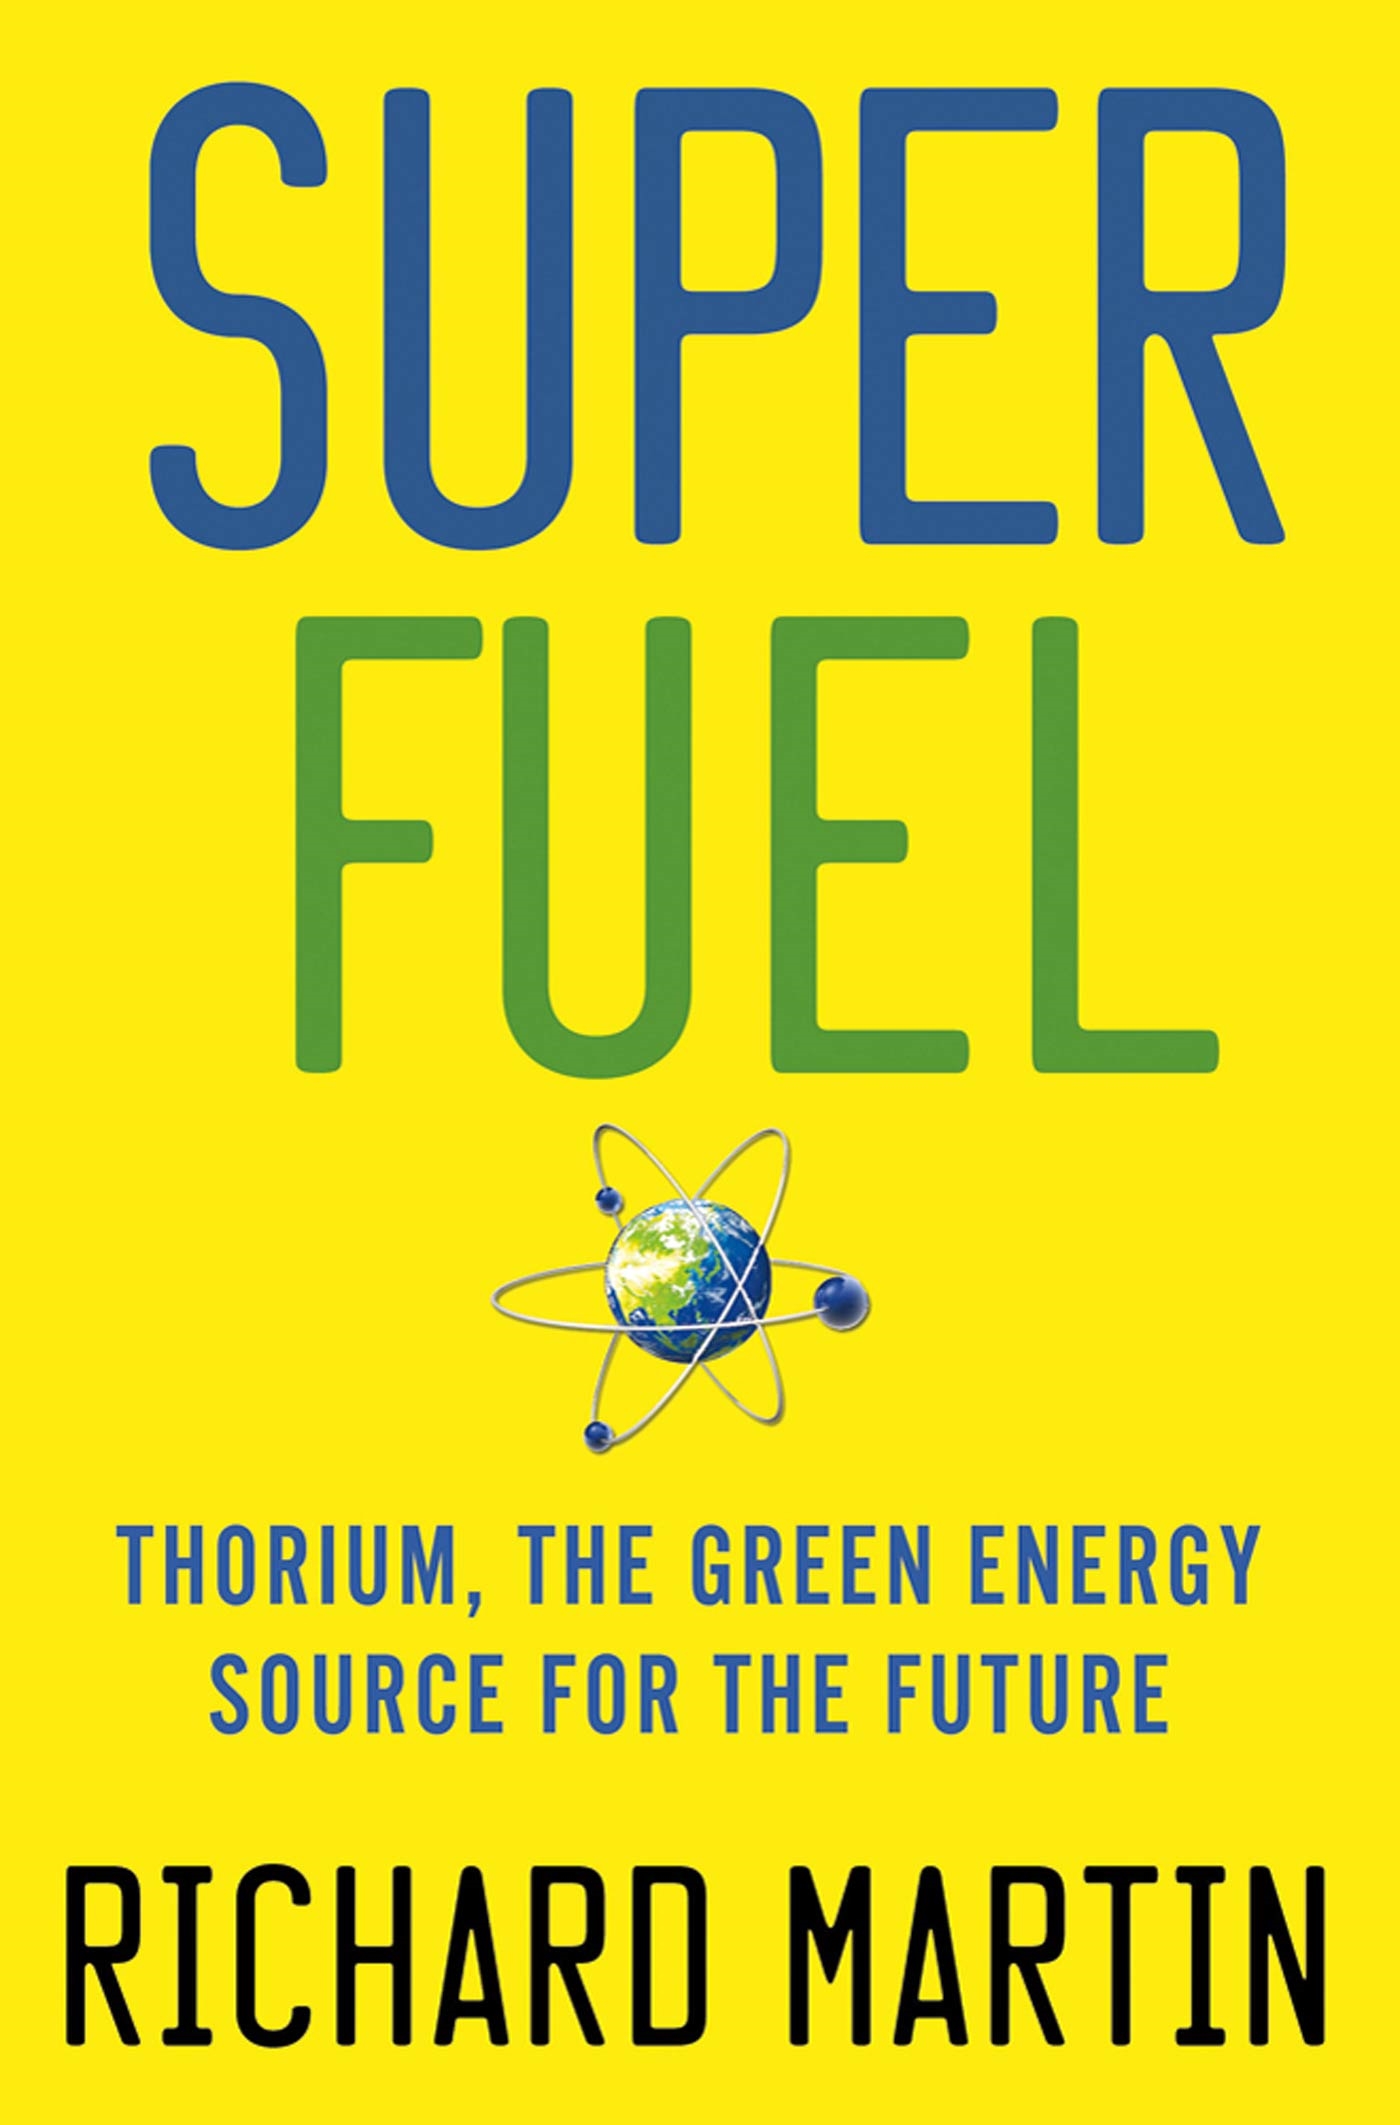 SUPER
FUEL
THORIUM, THE GREEN ENERGY
SOURCE FOR THE FUTURE
RICHARD MARTIN